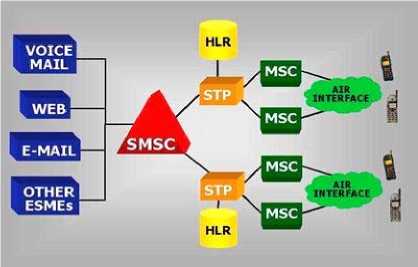 VOICE
MAIL
WEB
E-MAIL
OTHER
ESMEs
SMSC
HLR
STP
MSC
MSC
AIR
INTERFACE
STP
HLR
MSC
MSC
AIR
INTERFACE